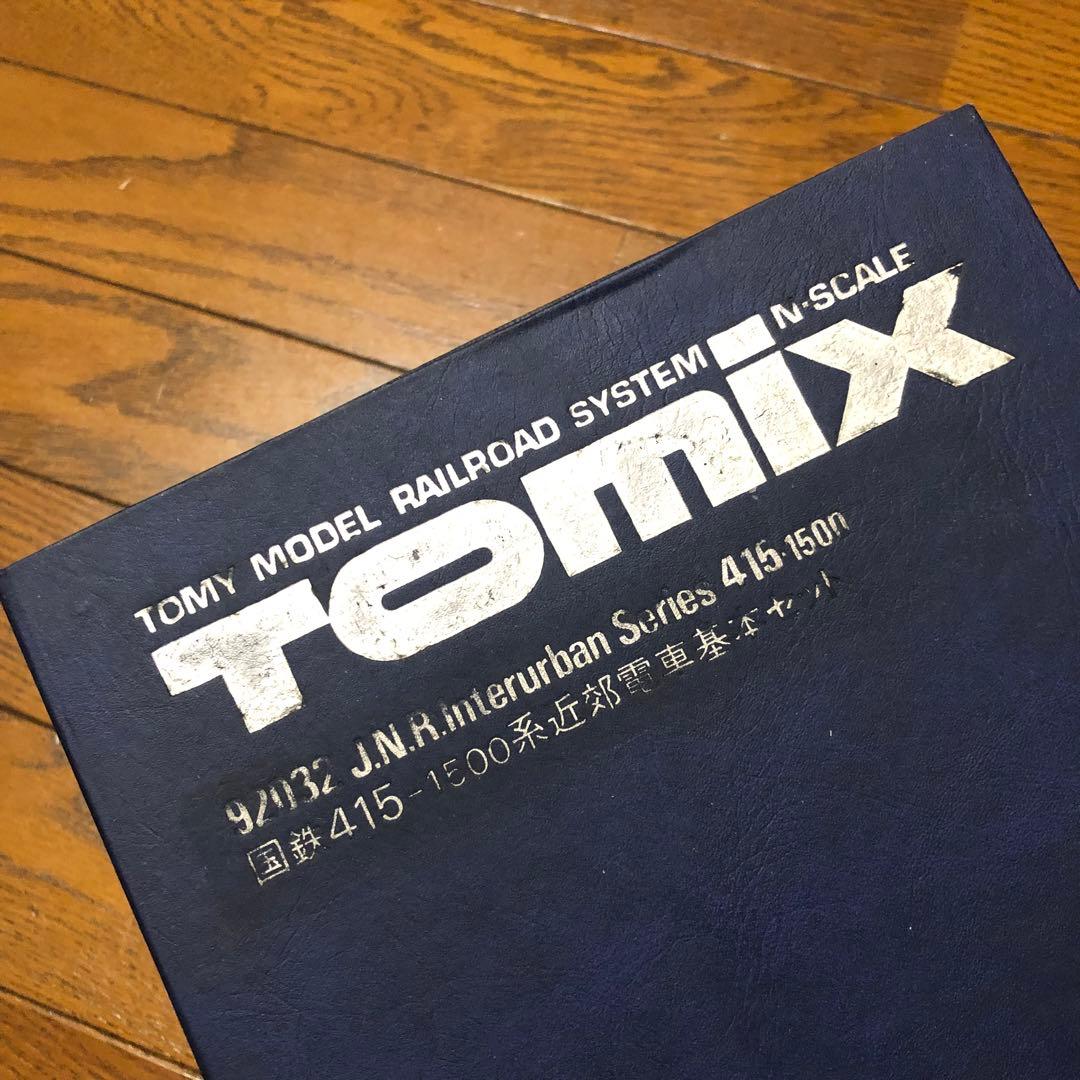 TOMY MODEL RAILROAD SYSTEM N-SCALE
TOMIX
92032 J.N.R.Interurban Series 415-1500
国鉄415-1500系近郊電車基本セット